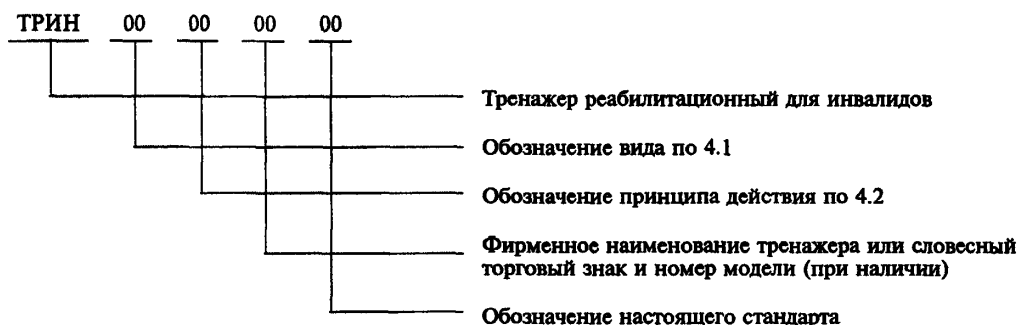 ТРИН 00 00 00 00
Тренажер реабилитационный для инвалидов
Обозначение вида по 4.1
Обозначение принципа действия по 4.2
Фирменное наименование тренажера или словесный
торговый знак и номер модели (при наличии)
Обозначение настоящего стандарта